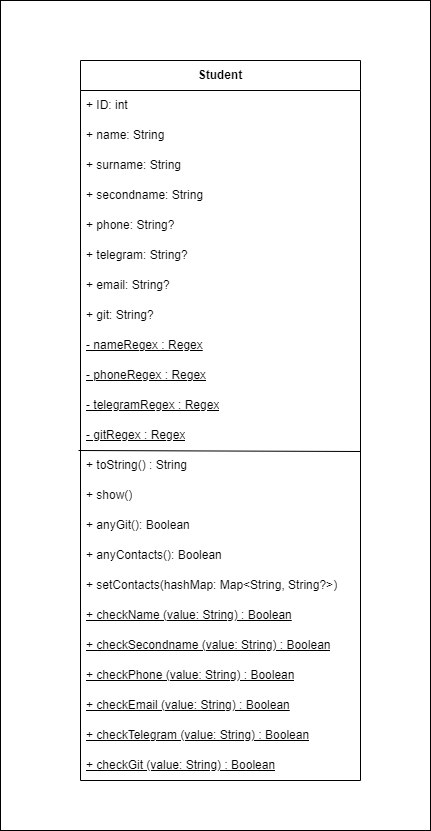 Student
+ ID: int
+ name: String
+ surname: String
+ secondname: String
+ phone: String?
+ telegram: String?
+ email: String?
+ git: String?
- nameRegex : Regex
- phoneRegex : Regex
- telegramRegex : Regex
- gitRegex : Regex
+ toString() : String
+ show()
+ anyGit(): Boolean
+ anyContacts(): Boolean
+ setContacts(hashMap: Map<String, String?>)
+ checkName (value: String) : Boolean
+ checkSecondname (value: String) : Boolean
+ checkPhone (value: String) : Boolean
+ checkEmail (value: String) : Boolean
+ checkTelegram (value: String) : Boolean
+ checkGit (value: String) : Boolean